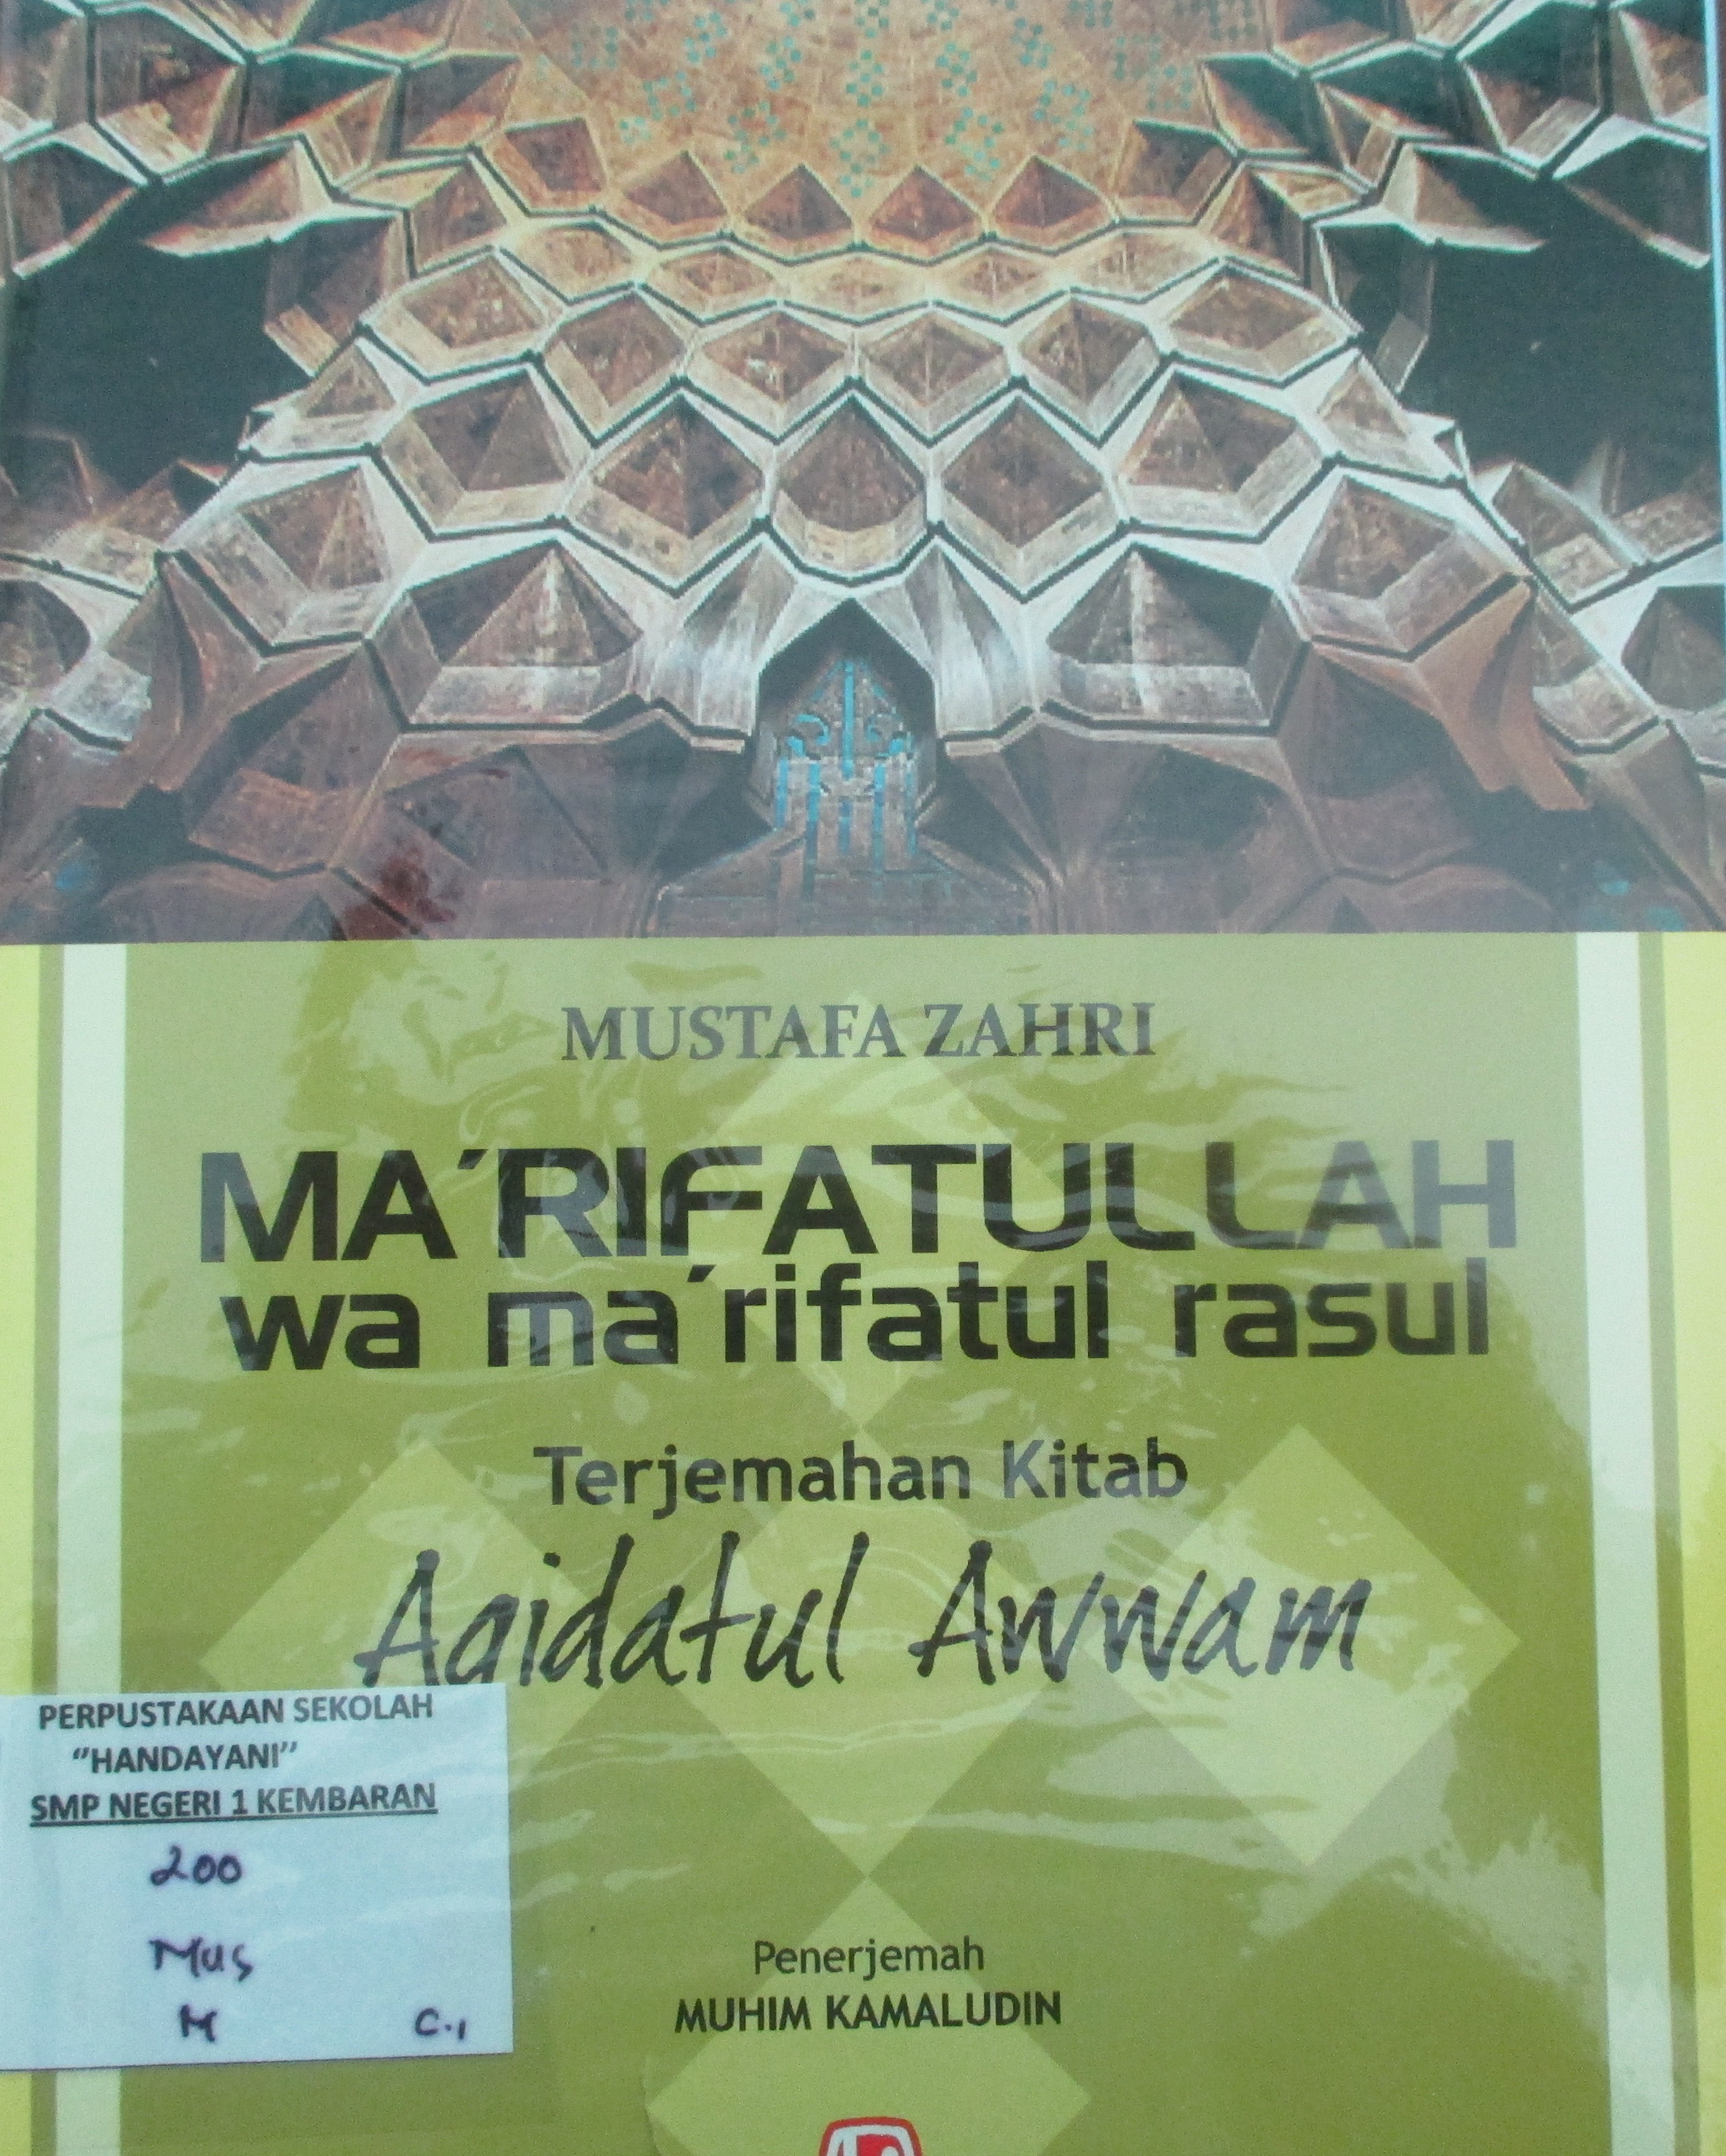 MUSTAFA ZAHRI
MA'RIFATULLAH
wa ma'rifatul rasul
Terjemahan Kitab
Aqidatul Awwam
PERPUSTAKAAN SEKOLAH
"HANDAYANI"
SMP NEGERI 1 KEMBARAN
200
Mus
M C.1
Penerjemah
MUHIM KAMALUDIN